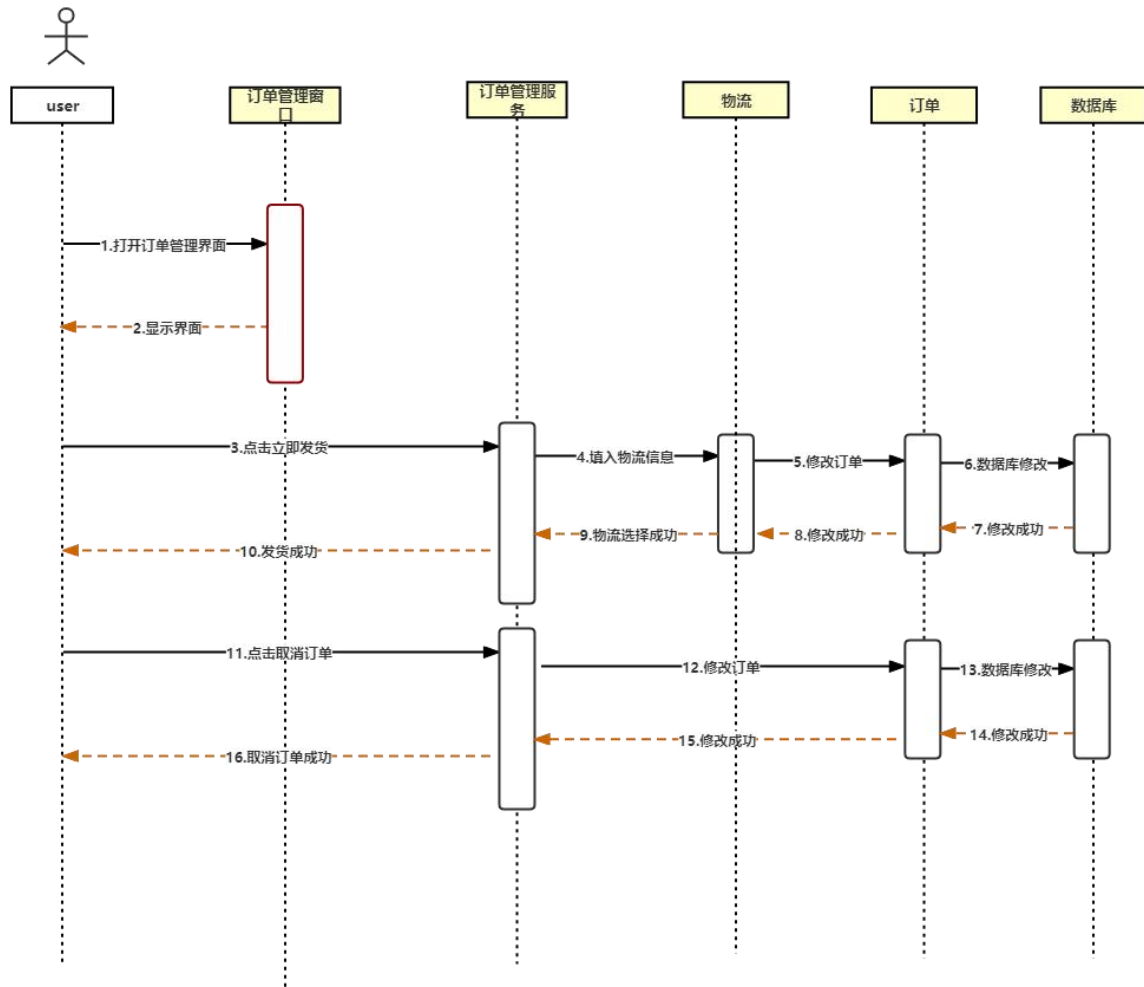 user
订单管理窗
口
订单管理服
务
物流
订单
数据库
1.打开订单管理界面
2.显示界面
3.点击立即发货
4.填入物流信息
5.修改订单
6.数据库修改
7.修改成功
8.修改成功
9.物流选择成功
10.发货成功
11.点击取消订单
12.修改订单
13.数据库修改
14.修改成功
15.修改成功
16.取消订单成功